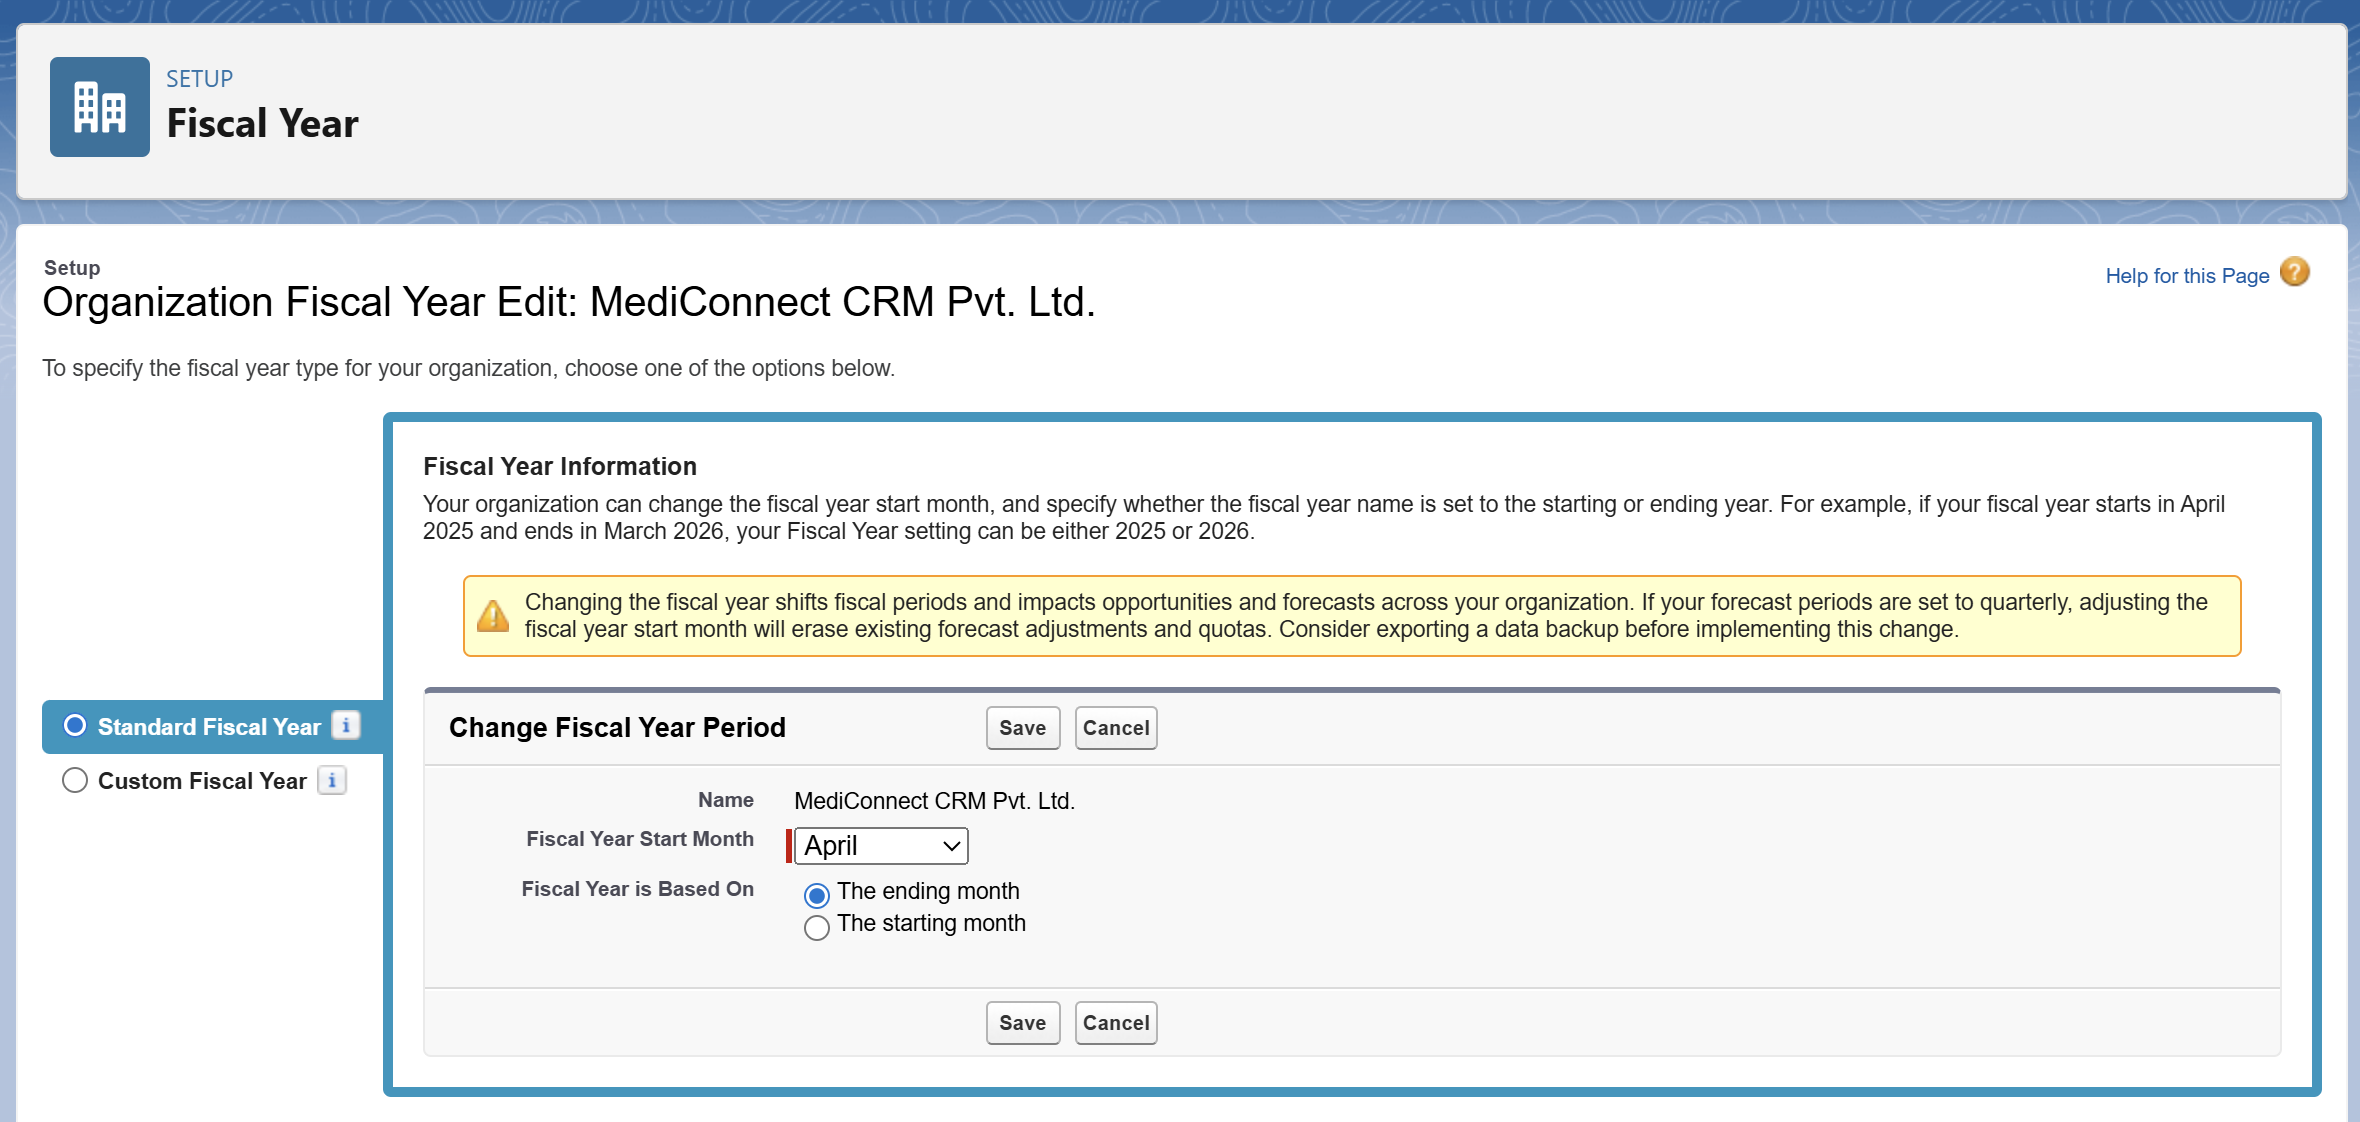 SETUP
Fiscal Year
Setup
Organization Fiscal Year Edit: MediConnect CRM Pvt. Ltd.
Help for this Page
To specify the fiscal year type for your organization, choose one of the options below.
Fiscal Year Information
Your organization can change the fiscal year start month, and specify whether the fiscal year name is set to the starting or ending year. For example, if your fiscal year starts in April
2025 and ends in March 2026, your Fiscal Year setting can be either 2025 or 2026.
Changing the fiscal year shifts fiscal periods and impacts opportunities and forecasts across your organization. If your forecast periods are set to quarterly, adjusting the
fiscal year start month will erase existing forecast adjustments and quotas. Consider exporting a data backup before implementing this change.
Standard Fiscal Year
Custom Fiscal Year
Change Fiscal Year Period Save Cancel
Name MediConnect CRM Pvt. Ltd.
Fiscal Year Start Month April
Fiscal Year is Based On The ending month
The starting month
Save Cancel